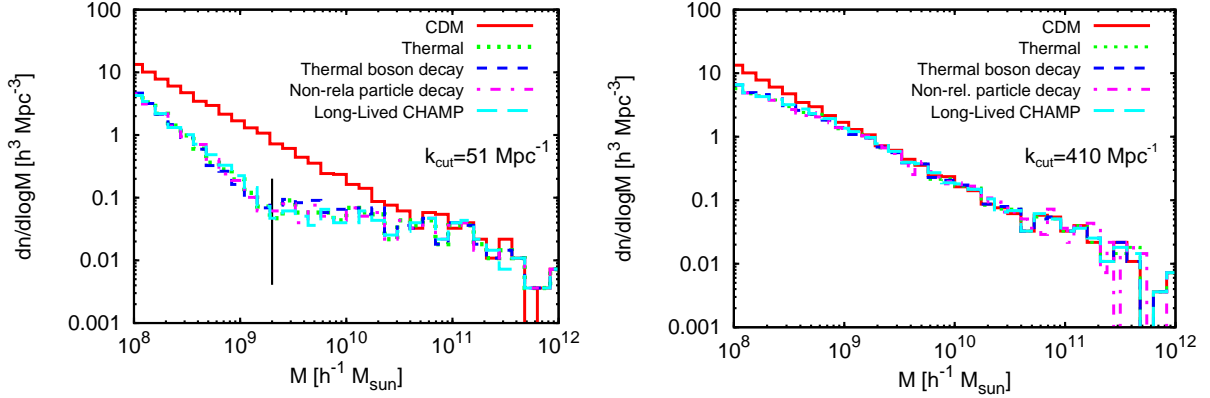 CDM
Thermal
Thermal boson decay
Non-rela particle decay
Long-Lived CHAMP
k_cut=51 Mpc^-1
dn/dlogM [h^3 Mpc^-3]
100
10
1
0.1
0.01
0.001
10^8
10^9
10^10
10^11
10^12
M [h^-1 M_sun]
CDM
Thermal
Thermal boson decay
Non-rel. particle decay
Long-Lived CHAMP
k_cut=410 Mpc^-1
dn/dlogM [h^3 Mpc^-3]
100
10
1
0.1
0.01
0.001
10^8
10^9
10^10
10^11
10^12
M [h^-1 M_sun]